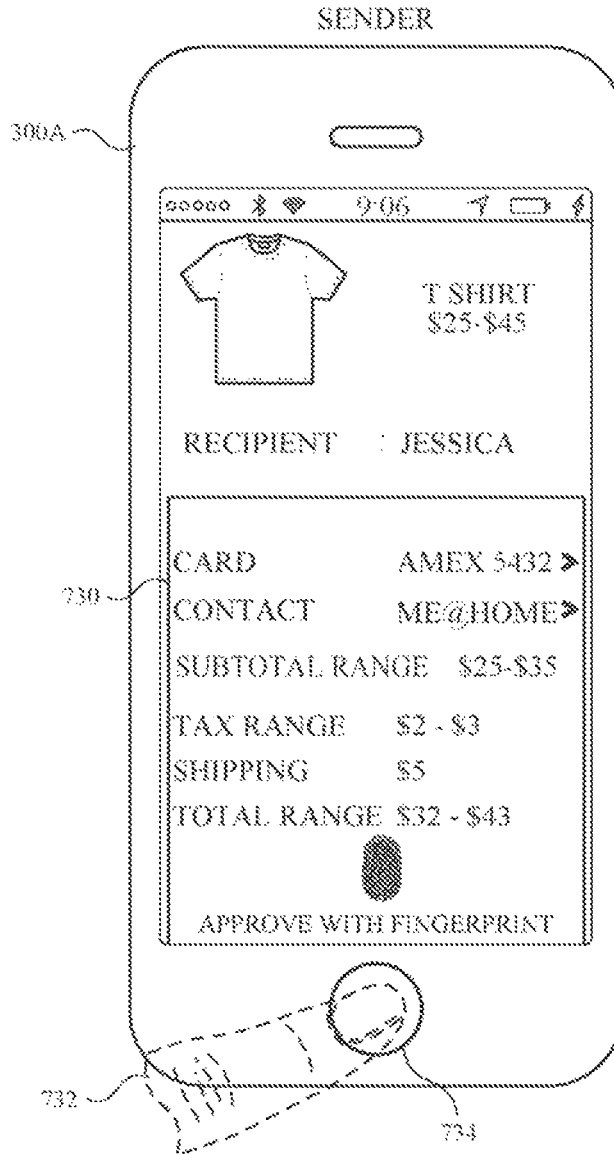 SENDER
300A
9:06
T SHIRT
$25-$45
RECIPIENT : JESSICA
CARD AMEX 5432 >
730
CONTACT ME@HOME >
SUBTOTAL RANGE $25-$35
TAX RANGE $2 - $3
SHIPPING $5
TOTAL RANGE $32 - $43
APPROVE WITH FINGERPRINT
732
734